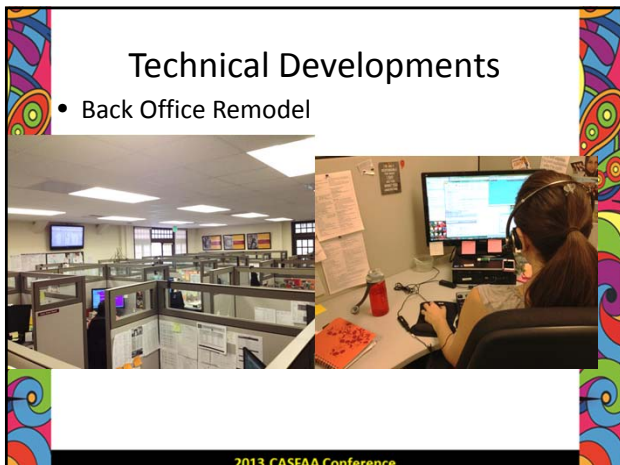 Technical Developments
• Back Office Remodel
2013 CASFAA Conference